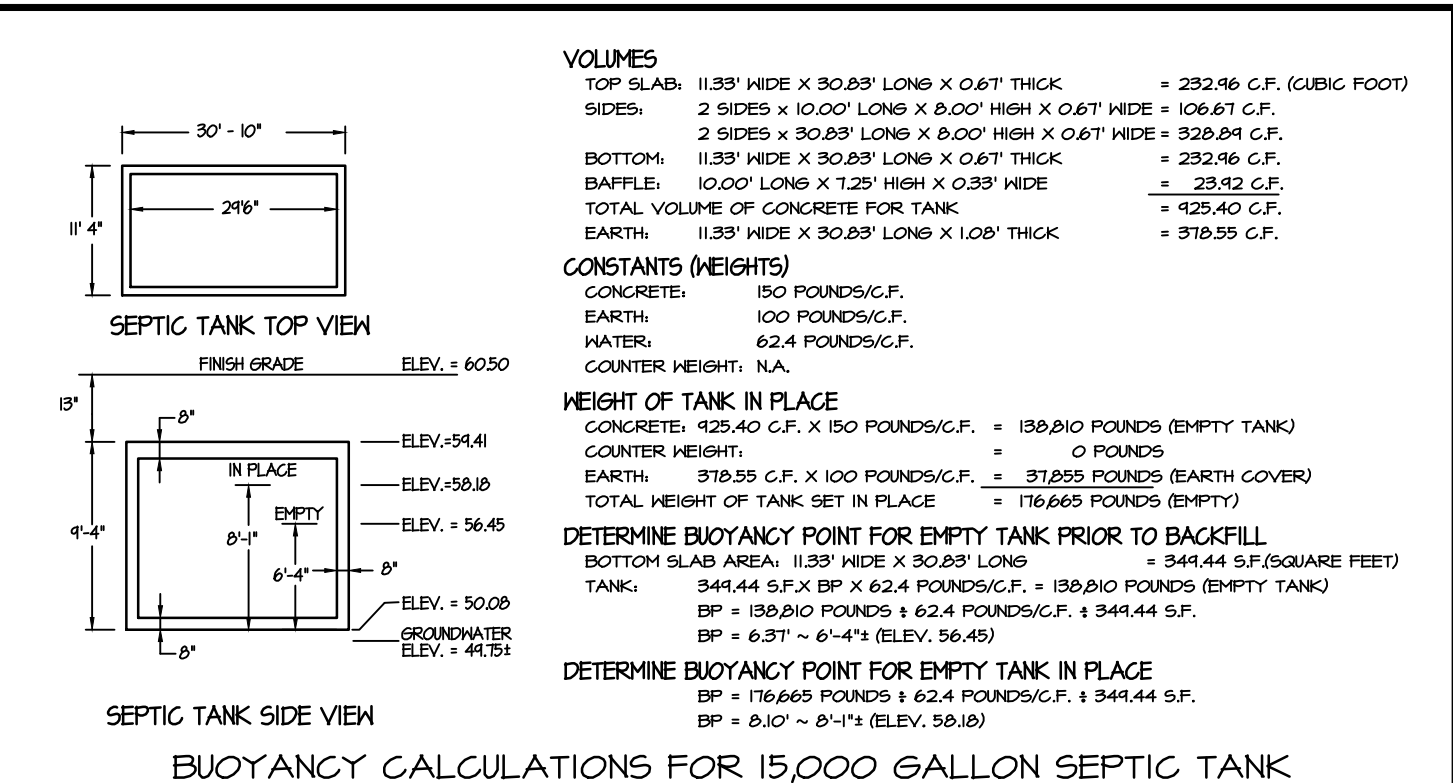 VOLUMES
TOP SLAB: 11.33' WIDE X 30.83' LONG X 0.67' THICK = 232.96 C.F. (CUBIC FOOT)
SIDES: 2 SIDES x 10.00' LONG X 8.00' HIGH X 0.67' WIDE = 106.67 C.F.
2 SIDES x 30.83' LONG X 8.00' HIGH X 0.67' WIDE = 328.89 C.F.
BOTTOM: 11.33' WIDE X 30.83' LONG X 0.67' THICK = 232.96 C.F.
BAFFLE: 10.00' LONG X 7.25' HIGH X 0.33' WIDE = 23.92 C.F.
TOTAL VOLUME OF CONCRETE FOR TANK = 925.40 C.F.
EARTH: 11.33' WIDE X 30.83' LONG X 1.08' THICK = 378.55 C.F.
CONSTANTS (WEIGHTS)
CONCRETE: 150 POUNDS/C.F.
EARTH: 100 POUNDS/C.F.
WATER: 62.4 POUNDS/C.F.
COUNTER WEIGHT: N.A.
WEIGHT OF TANK IN PLACE
CONCRETE: 925.40 C.F. X 150 POUNDS/C.F. = 138,810 POUNDS (EMPTY TANK)
COUNTER WEIGHT: = 0 POUNDS
EARTH: 378.55 C.F. X 100 POUNDS/C.F. = 37,855 POUNDS (EARTH COVER)
TOTAL WEIGHT OF TANK SET IN PLACE = 176,665 POUNDS (EMPTY)
DETERMINE BUOYANCY POINT FOR EMPTY TANK PRIOR TO BACKFILL
BOTTOM SLAB AREA: 11.33' WIDE X 30.83' LONG = 349.44 S.F.(SQUARE FEET)
TANK: 349.44 S.F.X BP X 62.4 POUNDS/C.F. = 138,810 POUNDS (EMPTY TANK)
BP = 138,810 POUNDS ÷ 62.4 POUNDS/C.F. ÷ 349.44 S.F.
BP = 6.37' ~ 6'-4"± (ELEV. 56.45)
DETERMINE BUOYANCY POINT FOR EMPTY TANK IN PLACE
BP = 176,665 POUNDS ÷ 62.4 POUNDS/C.F. ÷ 349.44 S.F.
BP = 8.10' ~ 8'-1"± (ELEV. 58.18)
30' - 10"
29'6"
11' 4"
SEPTIC TANK TOP VIEW
FINISH GRADE ELEV. = 60.50
13"
8"
ELEV.=59.41
IN PLACE
ELEV.=58.18
EMPTY
ELEV. = 56.45
9'-4"
8'-1"
6'-4"
8"
ELEV. = 50.08
GROUNDWATER
ELEV. = 49.75±
8"
SEPTIC TANK SIDE VIEW
BUOYANCY CALCULATIONS FOR 15,000 GALLON SEPTIC TANK